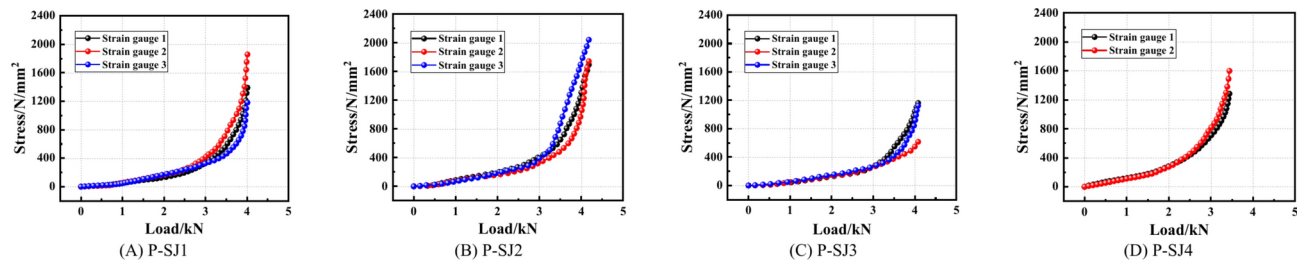 2400
2000
1600
1200
800
400
0
Stress/N/mm²
Strain gauge 1
Strain gauge 2
Strain gauge 3
0 1 2 3 4 5
Load/kN
(A) P-SJ1
2400
2000
1600
1200
800
400
0
Stress/N/mm²
Strain gauge 1
Strain gauge 2
Strain gauge 3
0 1 2 3 4 5
Load/kN
(B) P-SJ2
2400
2000
1600
1200
800
400
0
Stress/N/mm²
Strain gauge 1
Strain gauge 2
Strain gauge 3
0 1 2 3 4 5
Load/kN
(C) P-SJ3
2400
2000
1600
1200
800
400
0
Stress/N/mm²
Strain gauge 1
Strain gauge 2
0 1 2 3 4 5
Load/kN
(D) P-SJ4